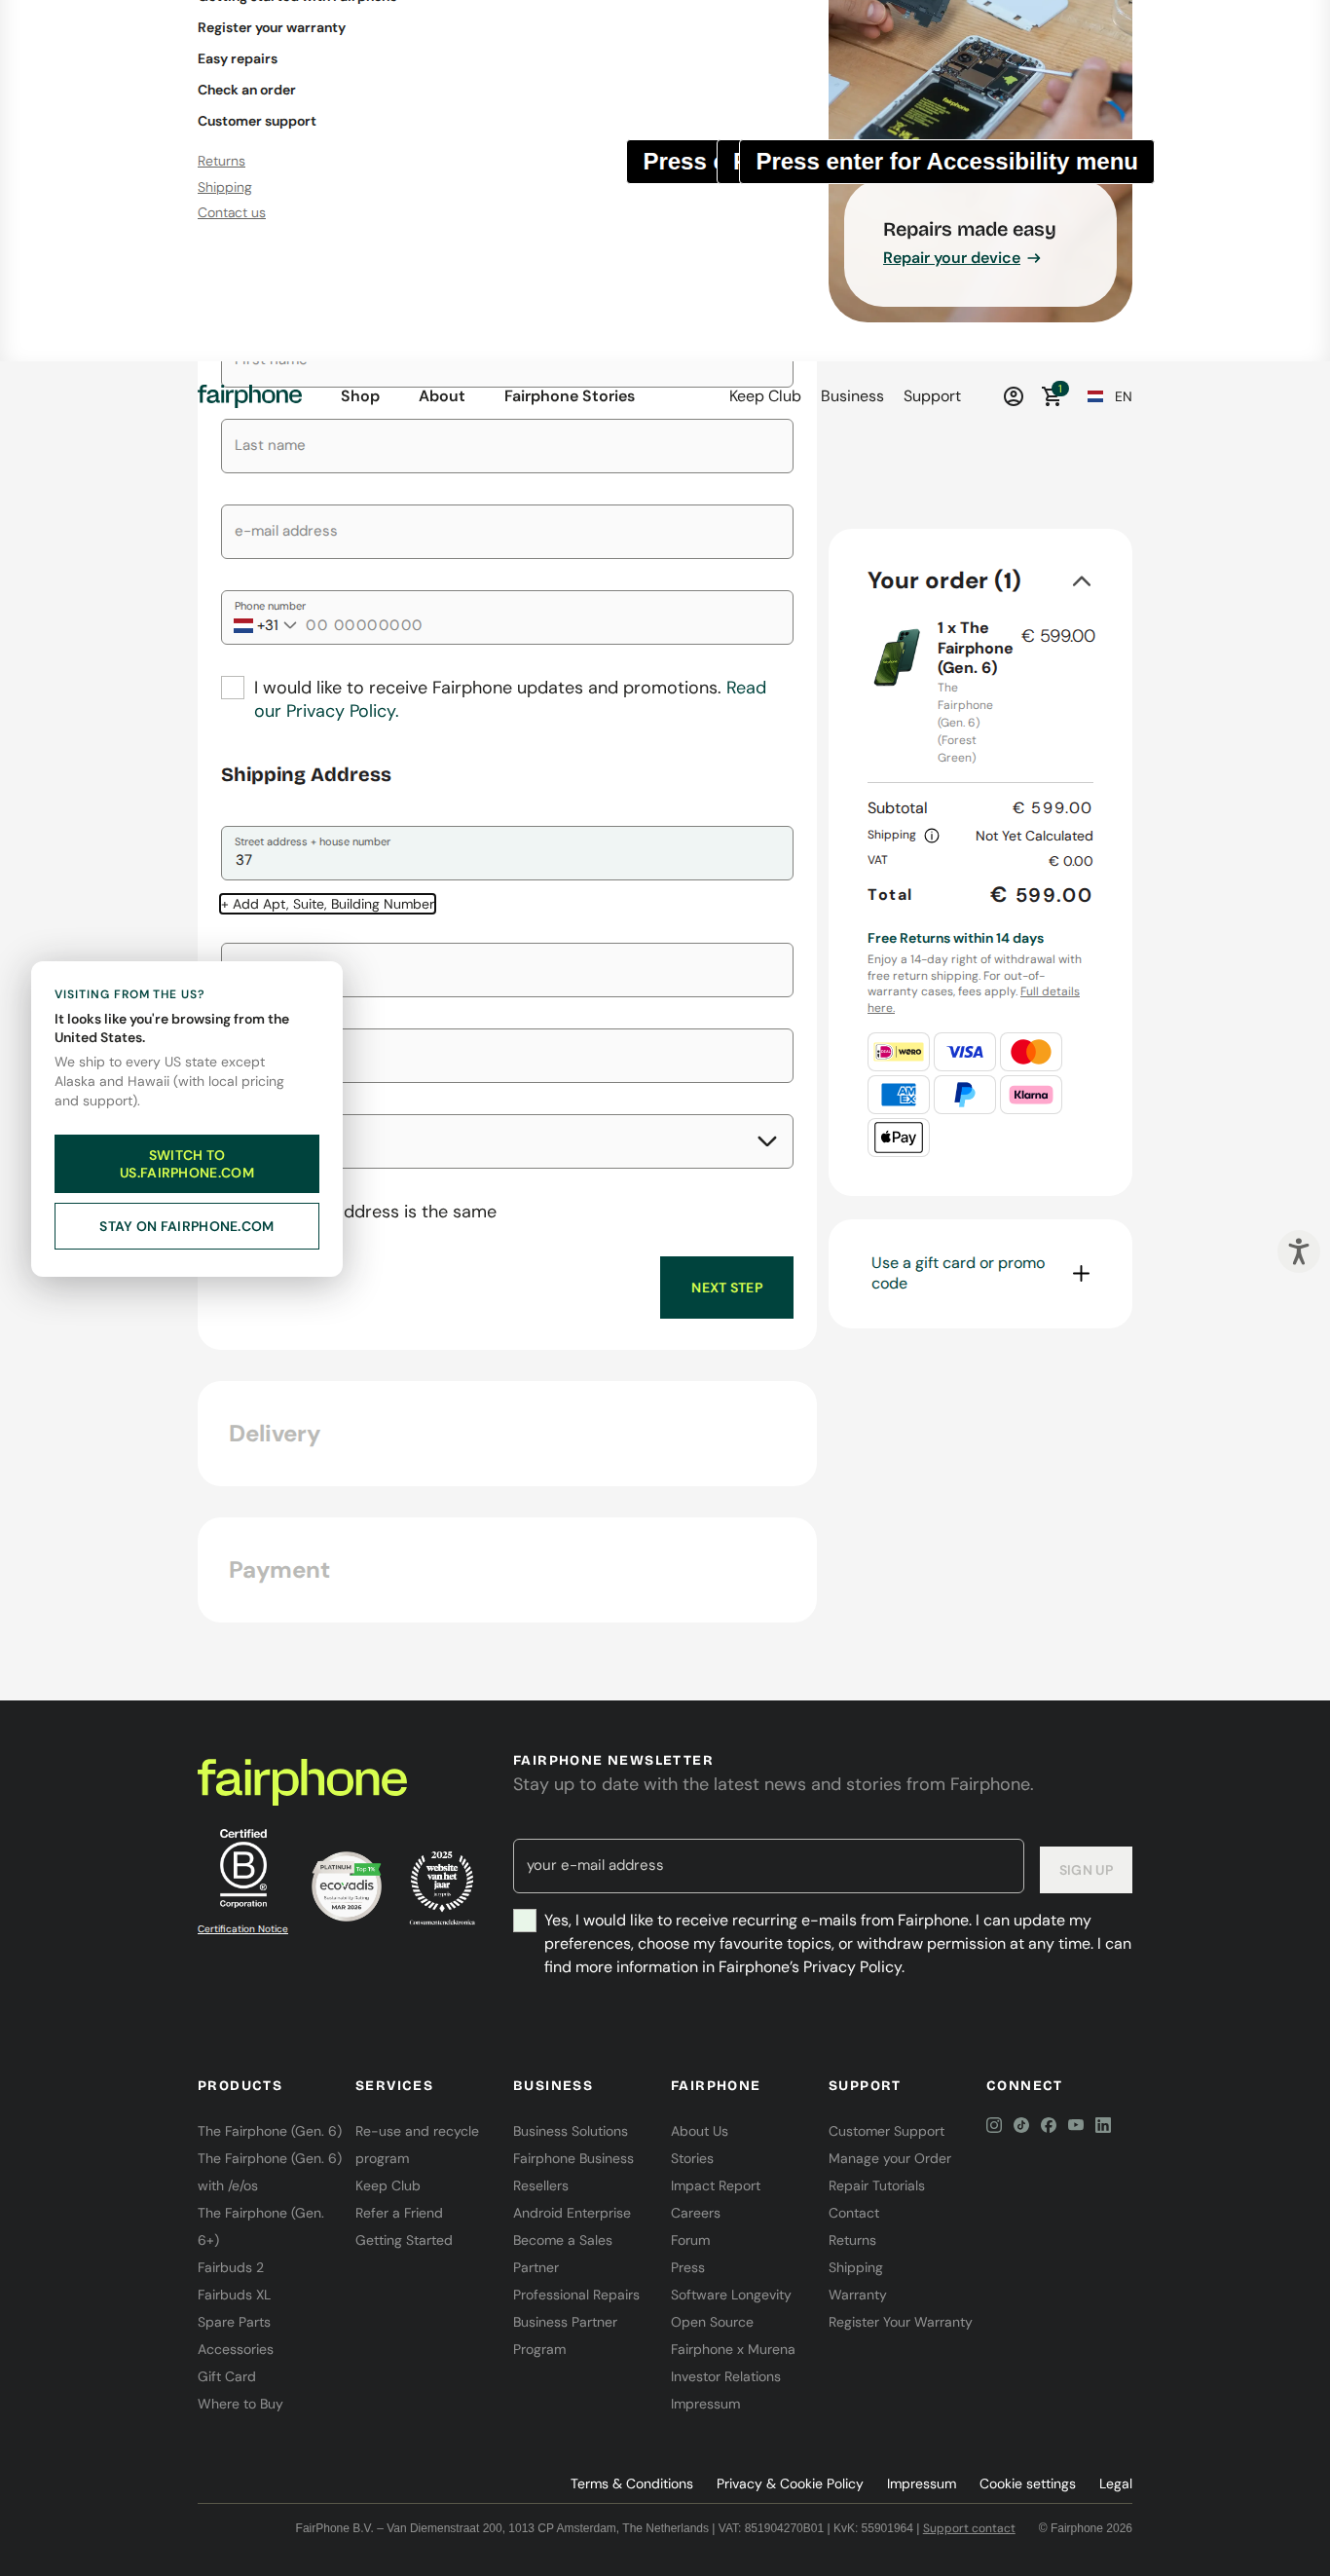 Register your warranty
Easy repairs
Check an order
Customer support
Returns
Shipping
Contact us
Press enter for Accessibility menu
Repairs made easy
Repair your device →
fairphone
Shop
About
Fairphone Stories
Keep Club
Business
Support
1
EN
Last name
e-mail address
Phone number
+31
00 00000000
I would like to receive Fairphone updates and promotions. Read
our Privacy Policy.
Shipping Address
Street address + house number
37
+ Add Apt, Suite, Building Number
ddress is the same
NEXT STEP
VISITING FROM THE US?
It looks like you're browsing from the
United States.
We ship to every US state except
Alaska and Hawaii (with local pricing
and support).
SWITCH TO
US.FAIRPHONE.COM
STAY ON FAIRPHONE.COM
Your order (1)
1 x The
Fairphone
(Gen. 6)
€ 599.00
The
Fairphone
(Gen. 6)
(Forest
Green)
Subtotal € 599.00
Shipping Not Yet Calculated
VAT € 0.00
Total € 599.00
Free Returns within 14 days
Enjoy a 14-day right of withdrawal with
free return shipping. For out-of-
warranty cases, fees apply. Full details
here.
iDEAL wero
VISA
AMEX
Klarna
Pay
Use a gift card or promo
code
Delivery
Payment
fairphone
Certified
B
Corporation
Certification Notice
PLATINUM Top 1%
ecovadis
Sustainability Rating
MAR 2026
2025
website
van het
jaar
Consumentenelektronica
FAIRPHONE NEWSLETTER
Stay up to date with the latest news and stories from Fairphone.
your e-mail address
SIGN UP
Yes, I would like to receive recurring e-mails from Fairphone. I can update my
preferences, choose my favourite topics, or withdraw permission at any time. I can
find more information in Fairphone’s Privacy Policy.
PRODUCTS
The Fairphone (Gen. 6)
The Fairphone (Gen. 6)
with /e/os
The Fairphone (Gen.
6+)
Fairbuds 2
Fairbuds XL
Spare Parts
Accessories
Gift Card
Where to Buy
SERVICES
Re-use and recycle
program
Keep Club
Refer a Friend
Getting Started
BUSINESS
Business Solutions
Fairphone Business
Resellers
Android Enterprise
Become a Sales
Partner
Professional Repairs
Business Partner
Program
FAIRPHONE
About Us
Stories
Impact Report
Careers
Forum
Press
Software Longevity
Open Source
Fairphone x Murena
Investor Relations
Impressum
SUPPORT
Customer Support
Manage your Order
Repair Tutorials
Contact
Returns
Shipping
Warranty
Register Your Warranty
CONNECT
Terms & Conditions
Privacy & Cookie Policy
Impressum
Cookie settings
Legal
FairPhone B.V. – Van Diemenstraat 200, 1013 CP Amsterdam, The Netherlands | VAT: 851904270B01 | KvK: 55901964 | Support contact
© Fairphone 2026